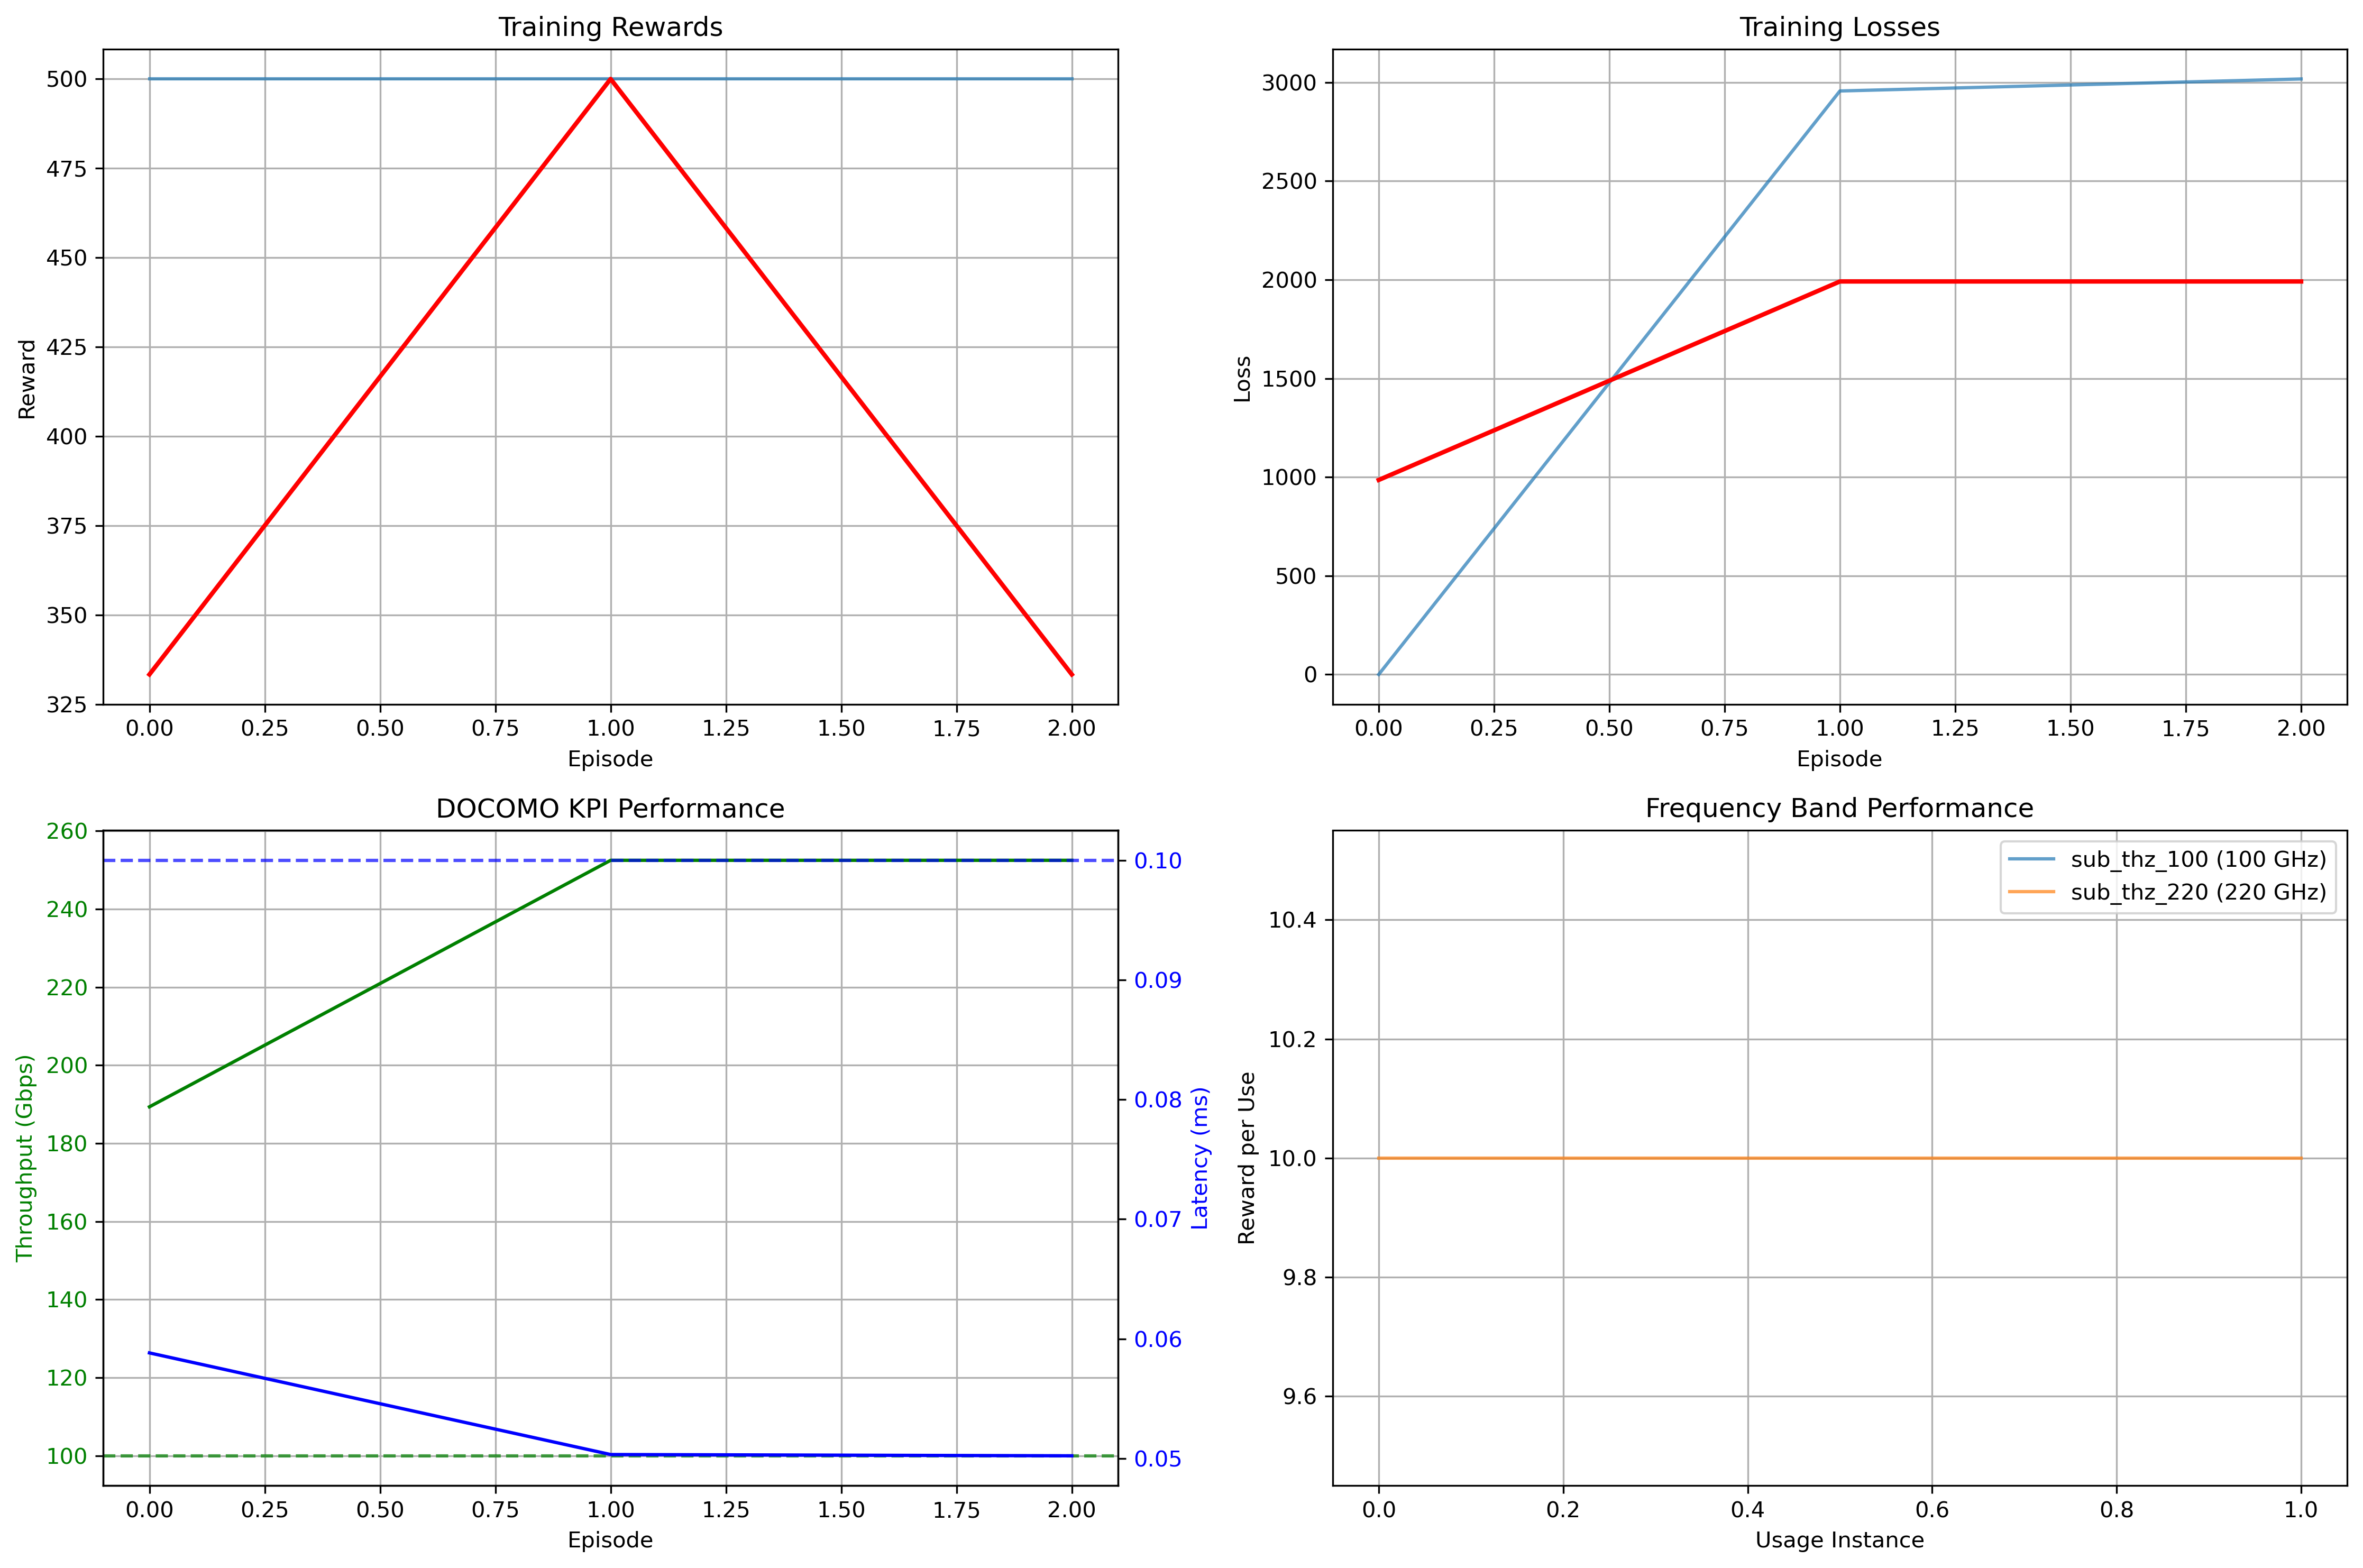 Training Rewards
500
475
450
425
400
375
350
325
Reward
0.00 0.25 0.50 0.75 1.00 1.25 1.50 1.75 2.00
Episode
Training Losses
3000
2500
2000
1500
1000
500
0
Loss
0.00 0.25 0.50 0.75 1.00 1.25 1.50 1.75 2.00
Episode
DOCOMO KPI Performance
260
240
220
200
180
160
140
120
100
Throughput (Gbps)
0.10
0.09
0.08
0.07
0.06
0.05
Latency (ms)
0.00 0.25 0.50 0.75 1.00 1.25 1.50 1.75 2.00
Episode
Frequency Band Performance
sub_thz_100 (100 GHz)
sub_thz_220 (220 GHz)
10.4
10.2
10.0
9.8
9.6
Reward per Use
0.0 0.2 0.4 0.6 0.8 1.0
Usage Instance